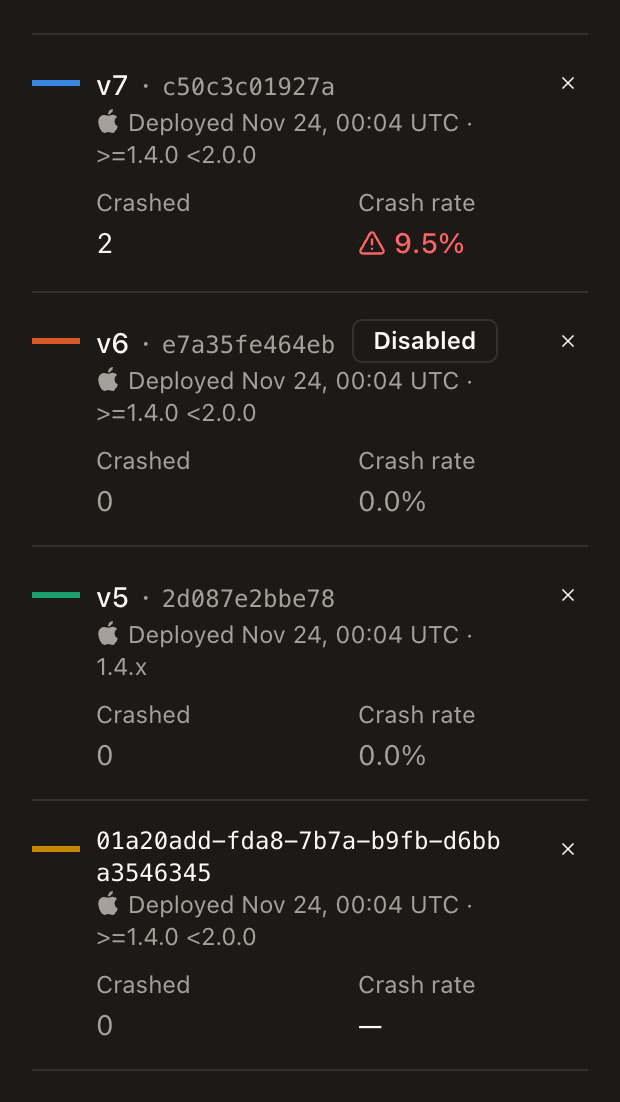 v7 · c50c3c01927a
Deployed Nov 24, 00:04 UTC ·
>=1.4.0 <2.0.0
Crashed Crash rate
2 9.5%
v6 · e7a35fe464eb Disabled
Deployed Nov 24, 00:04 UTC ·
>=1.4.0 <2.0.0
Crashed Crash rate
0 0.0%
v5 · 2d087e2bbe78
Deployed Nov 24, 00:04 UTC ·
1.4.x
Crashed Crash rate
0 0.0%
01a20add-fda8-7b7a-b9fb-d6bb
a3546345
Deployed Nov 24, 00:04 UTC ·
>=1.4.0 <2.0.0
Crashed Crash rate
0 —